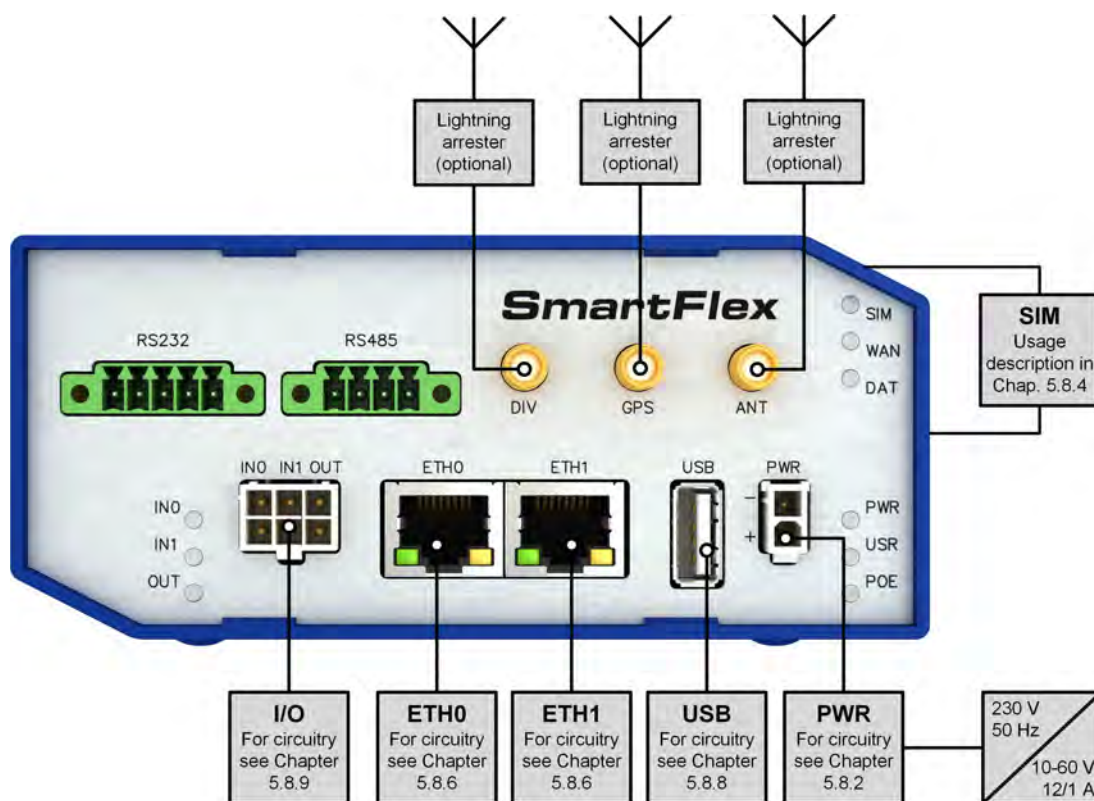 Lightning
arrester
(optional)
Lightning
arrester
(optional)
Lightning
arrester
(optional)
SmartFlex
SIM
WAN
DAT
SIM
Usage
description in
Chap. 5.8.4
RS232
RS485
DIV
GPS
ANT
IN0 IN1 OUT
ETH0
ETH1
USB
PWR
-
+
IN0
IN1
OUT
PWR
USR
POE
I/O
For circuitry
see Chapter
5.8.9
ETH0
For circuitry
see Chapter
5.8.6
ETH1
For circuitry
see Chapter
5.8.6
USB
For circuitry
see Chapter
5.8.8
PWR
For circuitry
see Chapter
5.8.2
230 V
50 Hz
10-60 V
12/1 A